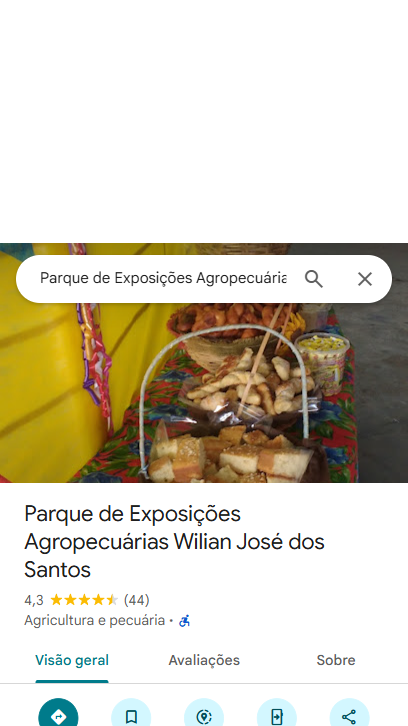 Parque de Exposições Agropecuária
Parque de Exposições
Agropecuárias Wilian José dos
Santos
4,3 (44)
Agricultura e pecuária ·
Visão geral Avaliações Sobre